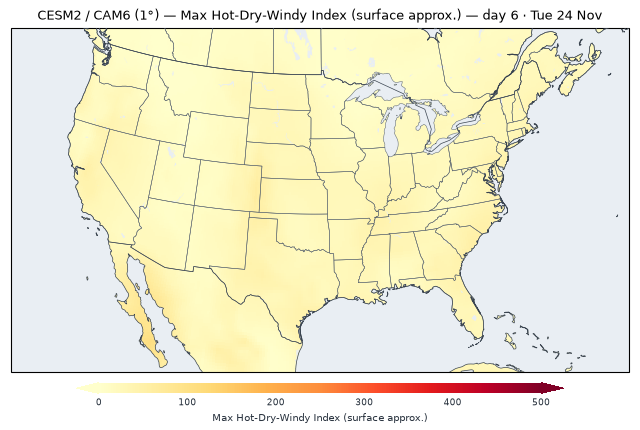 CESM2 / CAM6 (1°) — Max Hot-Dry-Windy Index (surface approx.) — day 6 · Tue 24 Nov
0 100 200 300 400 500
Max Hot-Dry-Windy Index (surface approx.)